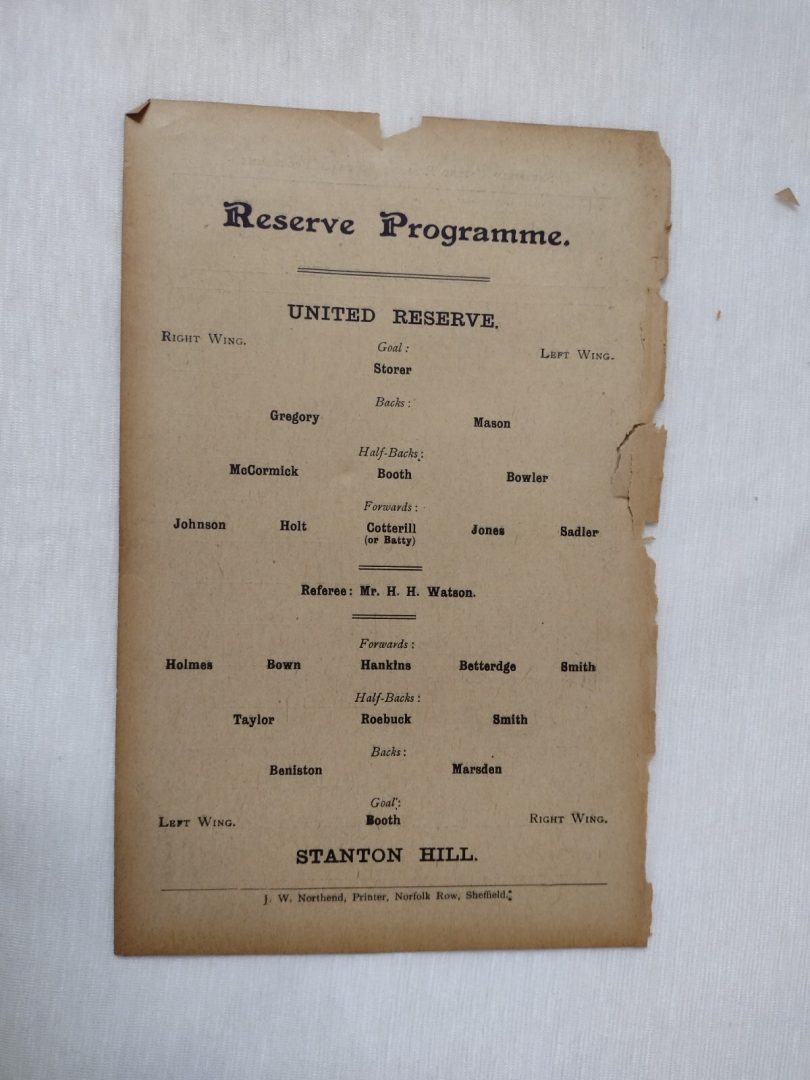 Reserve Programme.
UNITED RESERVE.
RIGHT WING.
Goal:
LEFT WING.
Storer
Backs:
Gregory Mason
Half-Backs:
McCormick Booth Bowler
Forwards:
Johnson Holt Cotterill Jones Sadler
(or Batty)
Referee: Mr. H. H. Watson.
Forwards:
Holmes Bown Hankins Betterdge Smith
Half-Backs:
Taylor Roebuck Smith
Backs:
Beniston Marsden
Goal:
LEFT WING. Booth RIGHT WING.
STANTON HILL.
J. W. Northend, Printer, Norfolk Row, Sheffield.